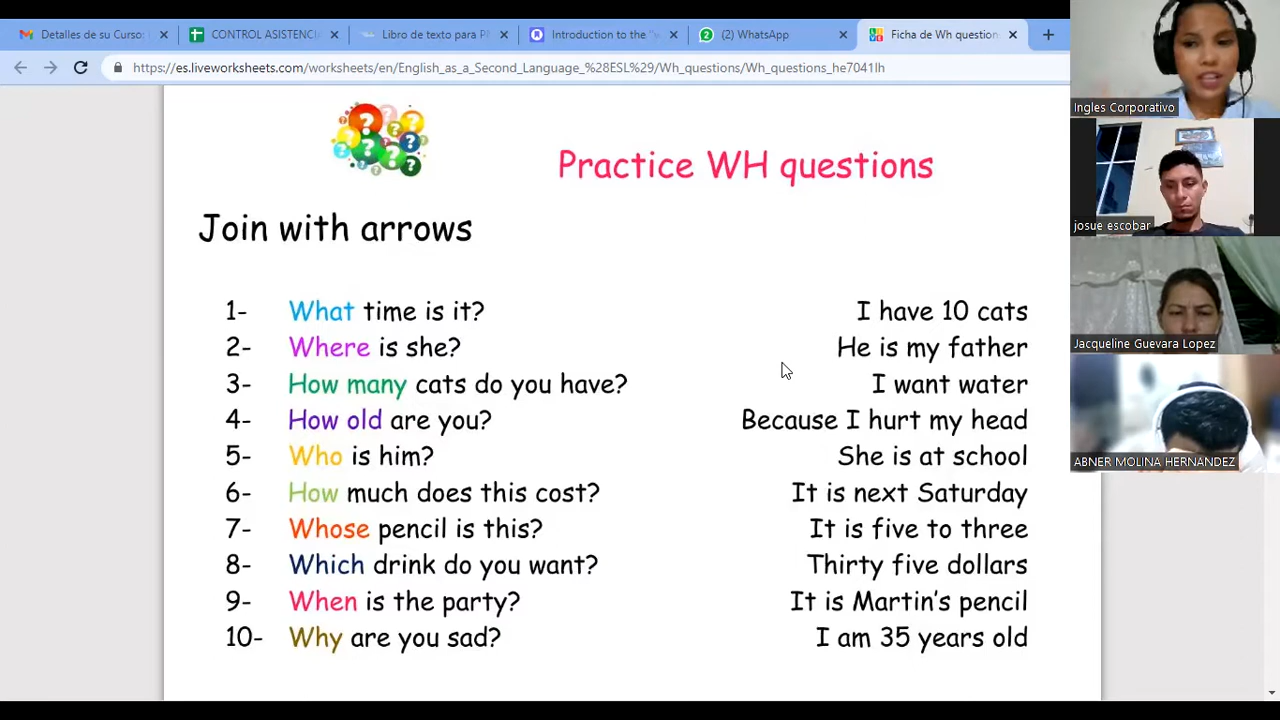 Detalles de su Curso:
CONTROL ASISTENCI
Libro de texto para P
Introduction to the "w
(2) WhatsApp
Ficha de Wh question
https://es.liveworksheets.com/worksheets/en/English_as_a_Second_Language_%28ESL%29/Wh_questions/Wh_questions_he7041lh
Ingles Corporativo
Practice WH questions
josue escobar
Join with arrows
1- What time is it? I have 10 cats
2- Where is she? He is my father
Jacqueline Guevara Lopez
3- How many cats do you have? I want water
4- How old are you? Because I hurt my head
5- Who is him? She is at school
ABNER MOLINA HERNANDEZ
6- How much does this cost? It is next Saturday
7- Whose pencil is this? It is five to three
8- Which drink do you want? Thirty five dollars
9- When is the party? It is Martin's pencil
10- Why are you sad? I am 35 years old